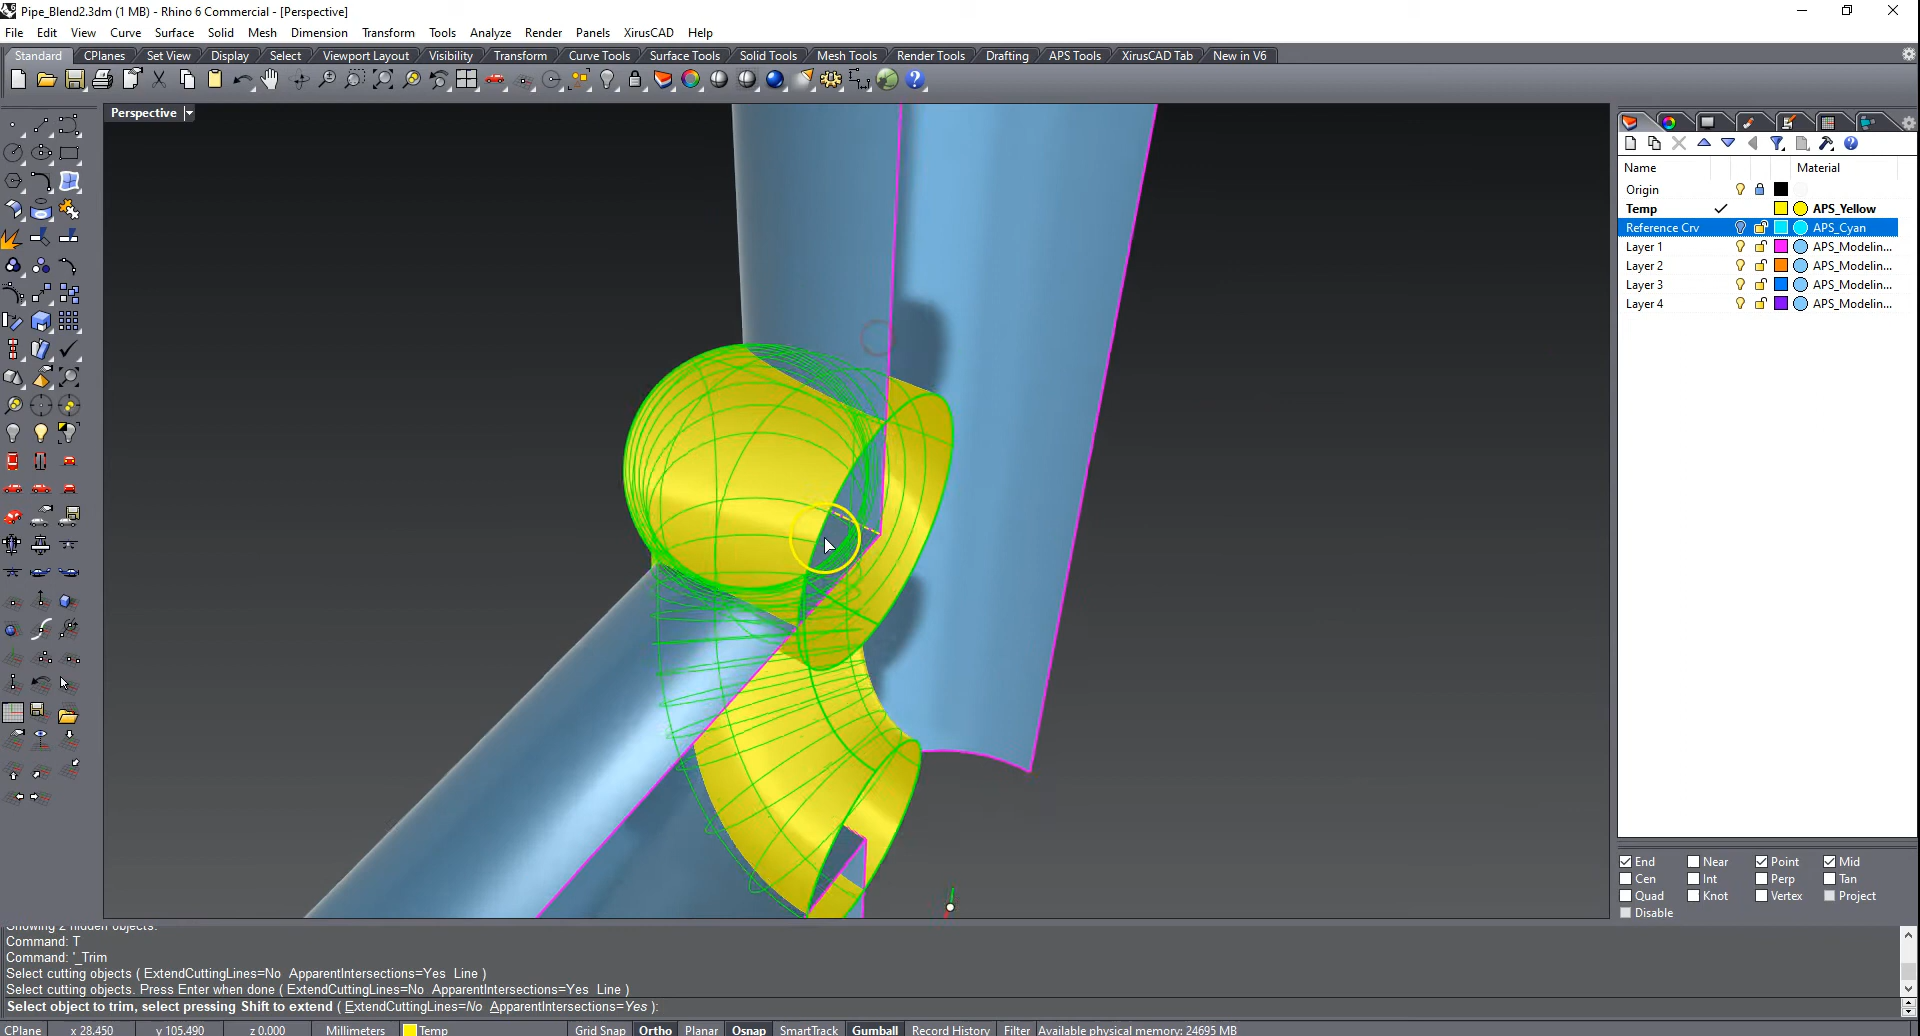 Pipe_Blend2.3dm (1 MB) - Rhino 6 Commercial - [Perspective]
File Edit View Curve Surface Solid Mesh Dimension Transform Tools Analyze Render Panels XirusCAD Help
Standard CPlanes Set View Display Select Viewport Layout Visibility Transform Curve Tools Surface Tools Solid Tools Mesh Tools Render Tools Drafting APS Tools XirusCAD Tab New in V6
Perspective
Name Material
Origin
Temp APS_Yellow
Reference Crv APS_Cyan
Layer 1 APS_Modelin...
Layer 2 APS_Modelin...
Layer 3 APS_Modelin...
Layer 4 APS_Modelin...
End Near Point Mid
Cen Int Perp Tan
Quad Knot Vertex Project
Disable
Showing 2 hidden objects.
Command: T
Command: '_Trim
Select cutting objects ( ExtendCuttingLines=No ApparentIntersections=Yes Line )
Select cutting objects. Press Enter when done ( ExtendCuttingLines=No ApparentIntersections=Yes Line )
Select object to trim, select pressing Shift to extend ( ExtendCuttingLines=No ApparentIntersections=Yes ):
CPlane x 28.450 y 105.490 z 0.000 Millimeters Temp Grid Snap Ortho Planar Osnap SmartTrack Gumball Record History Filter Available physical memory: 24695 MB